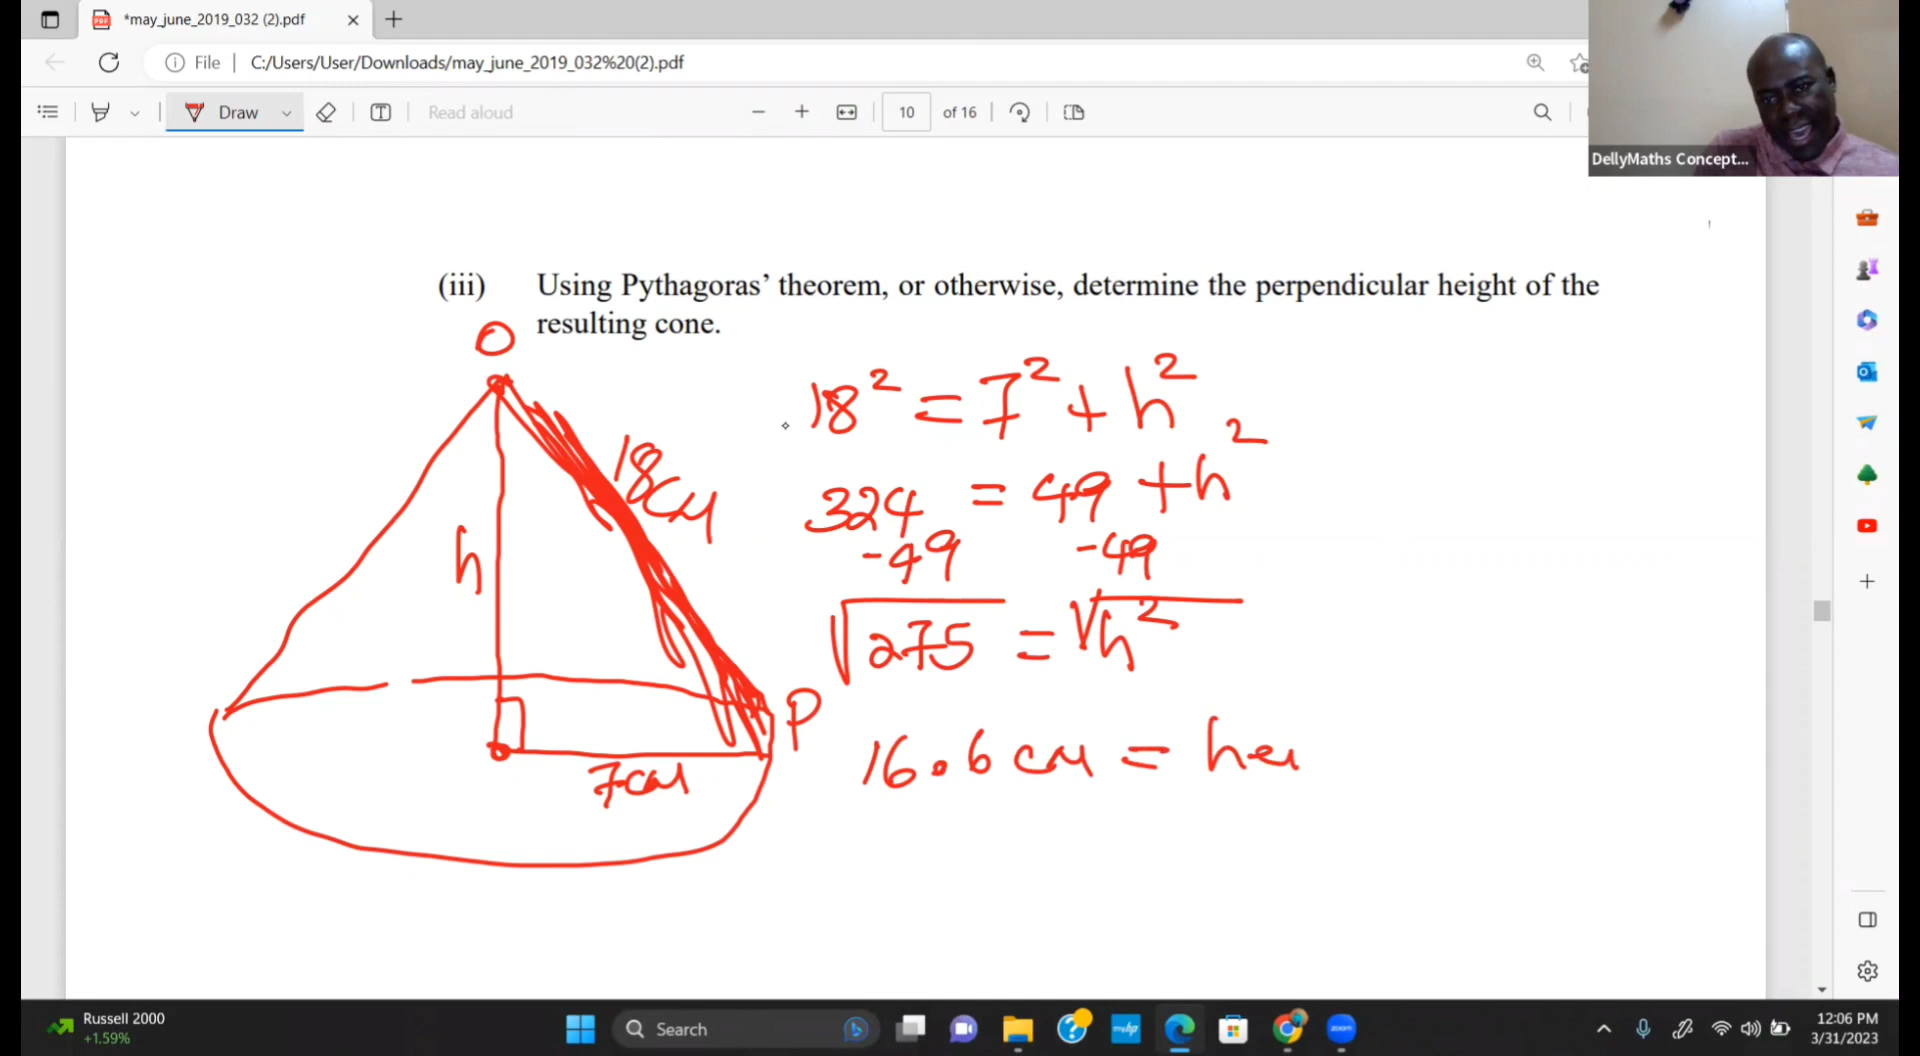 *may_june_2019_032 (2).pdf
File
C:/Users/User/Downloads/may_june_2019_032%20(2).pdf
Draw
Read aloud
10 of 16
DellyMaths Concept...
(iii) Using Pythagoras’ theorem, or otherwise, determine the perpendicular height of the
resulting cone.
O
18cm
h
P
7cm
18² = 7² + h²
324 = 49 + h²
-49 -49
√275 = √h²
16.6 cm = hei
Russell 2000
+1.59%
Search
myhp
zoom
12:06 PM
3/31/2023